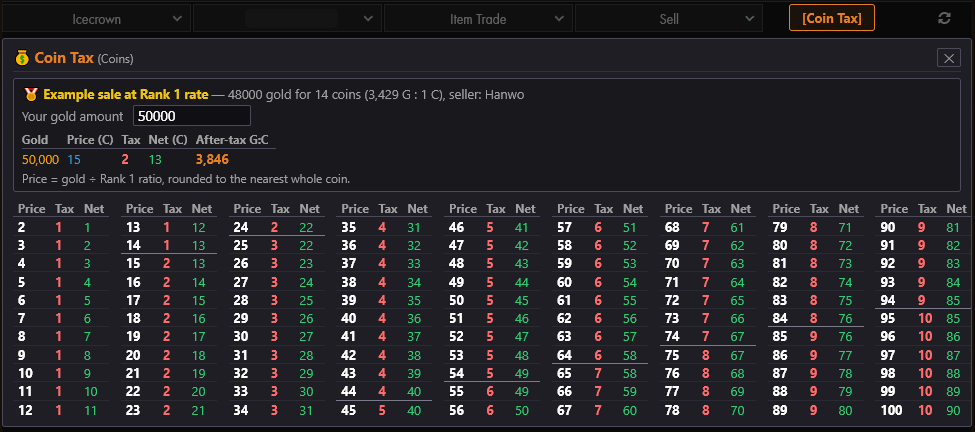 Icecrown Item Trade Sell [Coin Tax]
Coin Tax (Coins)
Example sale at Rank 1 rate — 48000 gold for 14 coins (3,429 G : 1 C), seller: Hanwo
Your gold amount 50000
Gold Price (C) Tax Net (C) After-tax G:C
50,000 15 2 13 3,846
Price = gold ÷ Rank 1 ratio, rounded to the nearest whole coin.
Price Tax Net Price Tax Net Price Tax Net Price Tax Net Price Tax Net Price Tax Net Price Tax Net Price Tax Net Price Tax Net
2 1 1 13 1 12 24 2 22 35 4 31 46 5 41 57 6 51 68 7 61 79 8 71 90 9 81
3 1 2 14 1 13 25 3 22 36 4 32 47 5 42 58 6 52 69 7 62 80 8 72 91 9 82
4 1 3 15 2 13 26 3 23 37 4 33 48 5 43 59 6 53 70 7 63 81 8 73 92 9 83
5 1 4 16 2 14 27 3 24 38 4 34 49 5 44 60 6 54 71 7 64 82 8 74 93 9 84
6 1 5 17 2 15 28 3 25 39 4 35 50 5 45 61 6 55 72 7 65 83 8 75 94 9 85
7 1 6 18 2 16 29 3 26 40 4 36 51 5 46 62 6 56 73 7 66 84 8 76 95 10 85
8 1 7 19 2 17 30 3 27 41 4 37 52 5 47 63 6 57 74 7 67 85 9 76 96 10 86
9 1 8 20 2 18 31 3 28 42 4 38 53 5 48 64 6 58 75 8 67 86 9 77 97 10 87
10 1 9 21 2 19 32 3 29 43 4 39 54 5 49 65 7 58 76 8 68 87 9 78 98 10 88
11 1 10 22 2 20 33 3 30 44 4 40 55 6 49 66 7 59 77 8 69 88 9 79 99 10 89
12 1 11 23 2 21 34 3 31 45 5 40 56 6 50 67 7 60 78 8 70 89 9 80 100 10 90